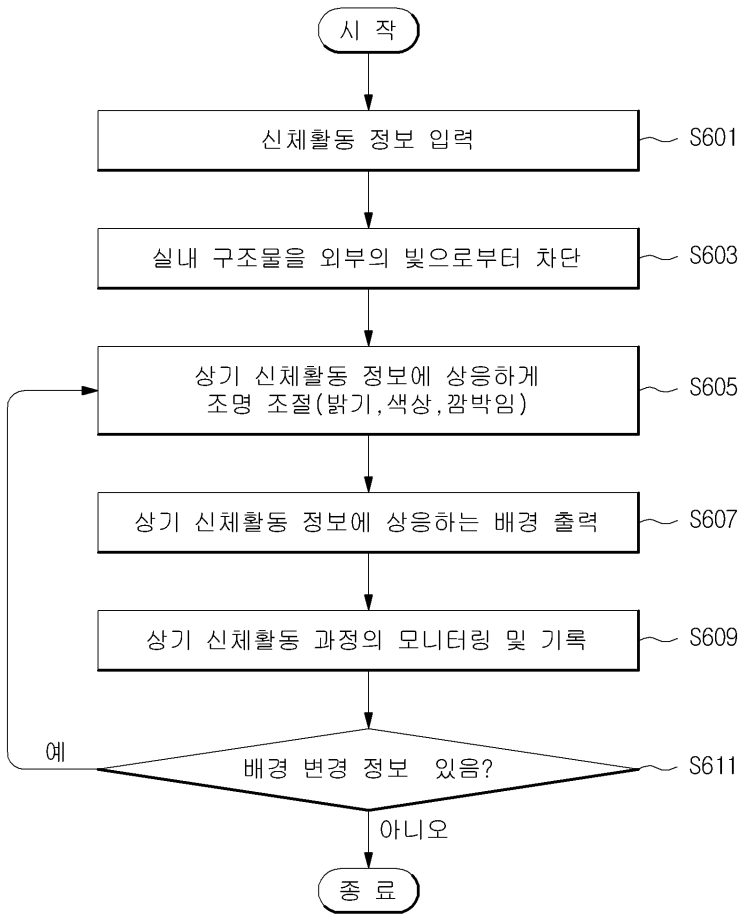 시 작
신체활동 정보 입력
S601
실내 구조물을 외부의 빛으로부터 차단
S603
상기 신체활동 정보에 상응하게
조명 조절(밝기,색상,깜박임)
S605
상기 신체활동 정보에 상응하는 배경 출력
S607
상기 신체활동 과정의 모니터링 및 기록
S609
예
배경 변경 정보 있음?
S611
아니오
종 료